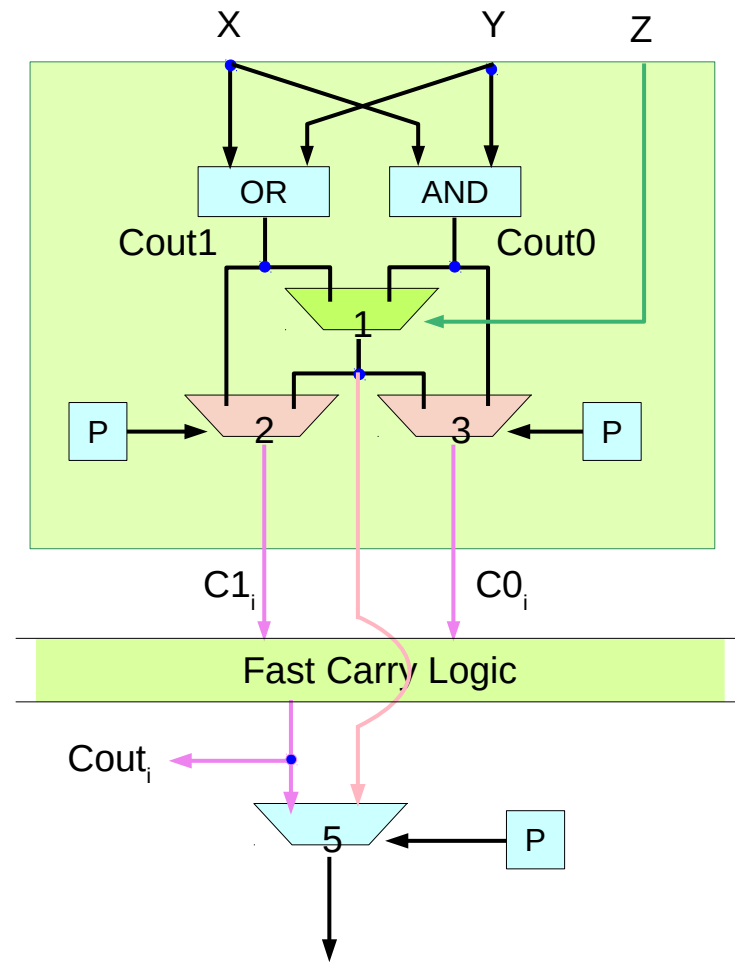 X Y Z
OR AND
Cout1 Cout0
1
P 2 3 P
C1i C0i
Fast Carry Logic
Couti
5 P